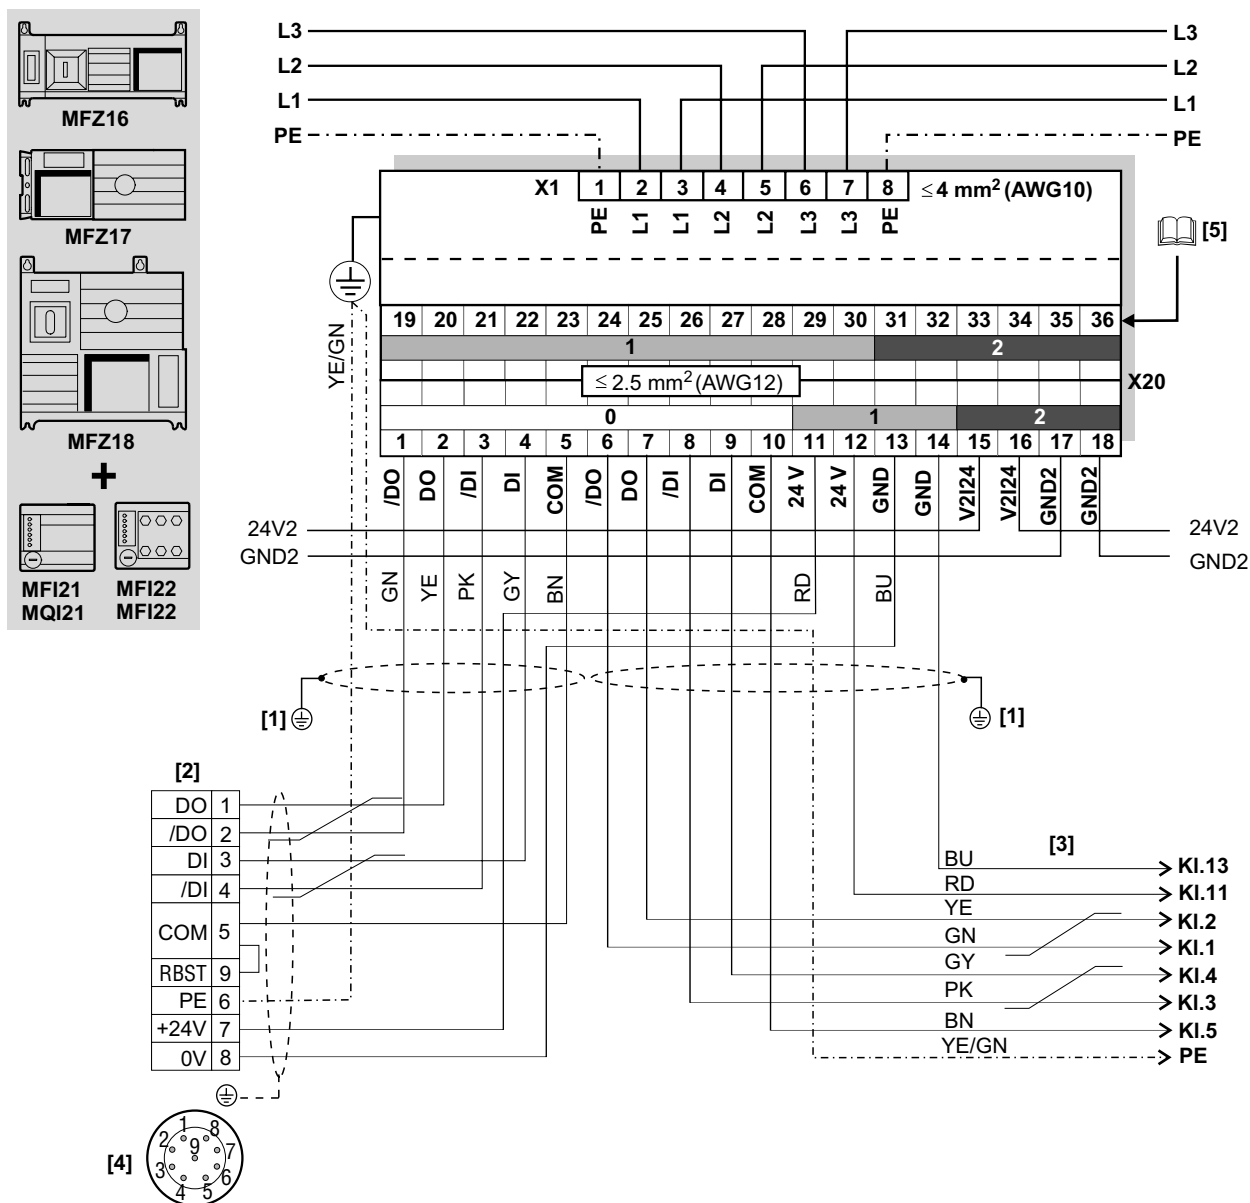 MFZ16
MFZ17
MFZ18
+
MFI21 MFI22
MQI21 MFI22
L3 L3
L2 L2
L1 L1
PE PE
X1 1 2 3 4 5 6 7 8 ≤ 4 mm² (AWG10)
PE L1 L1 L2 L2 L3 L3 PE
[5]
YE/GN
19 20 21 22 23 24 25 26 27 28 29 30 31 32 33 34 35 36
1 2
≤ 2.5 mm² (AWG12) X20
0 1 2
1 2 3 4 5 6 7 8 9 10 11 12 13 14 15 16 17 18
/DO DO /DI DI COM /DO DO /DI DI COM 24 V 24 V GND GND V2I24 V2I24 GND2 GND2
24V2 24V2
GND2 GND2
GN YE PK GY BN RD BU
[1] [1]
[2]
DO 1
/DO 2
DI 3
/DI 4
COM 5
RBST 9
PE 6
+24V 7
0V 8
[3]
BU Kl.13
RD Kl.11
YE Kl.2
GN Kl.1
GY Kl.4
PK Kl.3
BN Kl.5
YE/GN PE
[4]
1 8
2 9 7
3 6
4 5